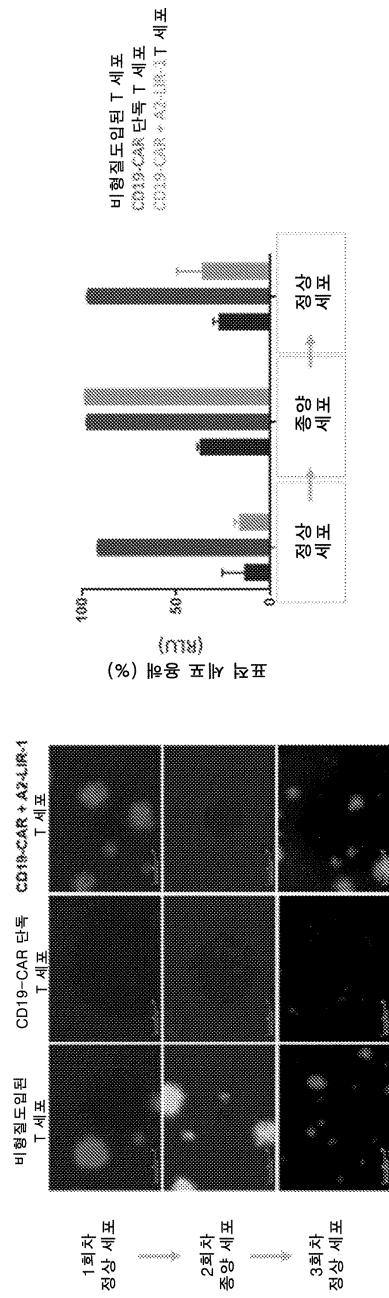 비형질도입된
T 세포
CD19-CAR 단독
T 세포
CD19-CAR + A2-LIR-1
T 세포
1회차
정상 세포
2회차
종양 세포
3회차
정상 세포
표적 세포 용해 (%)
(RLU)
100
50
0
정상
세포
종양
세포
정상
세포
비형질도입된 T 세포
CD19-CAR 단독 T 세포
CD19-CAR + A2-LIR-1 T 세포